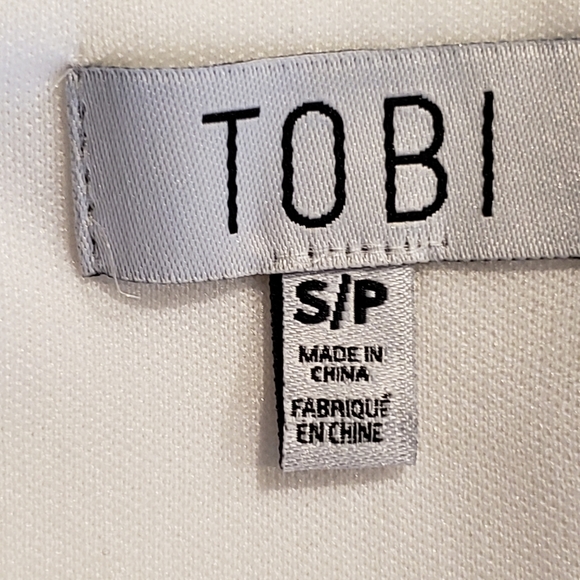 TOBI
S/P
MADE IN
CHINA
FABRIQUÉ
EN CHINE